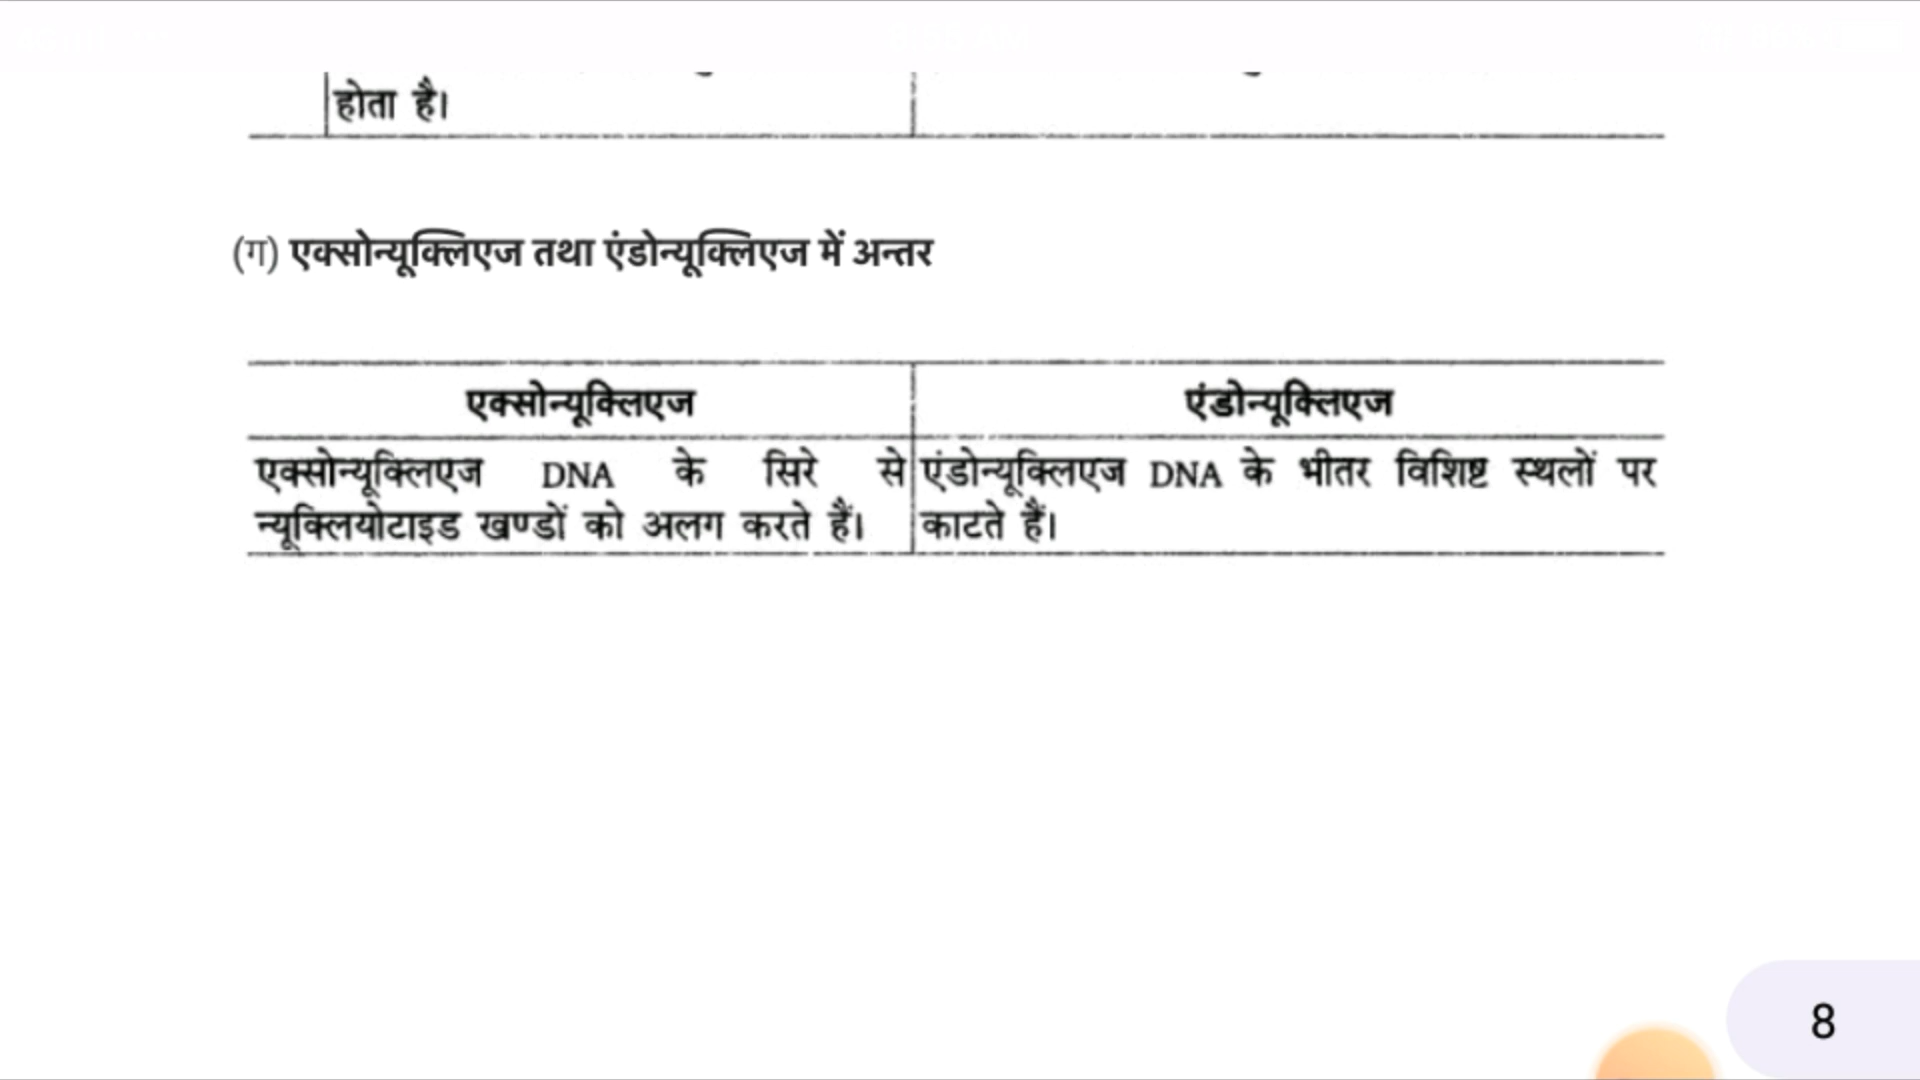 होता है।
(ग) एक्सोन्यूक्लिएज तथा एंडोन्यूक्लिएज में अन्तर
एक्सोन्यूक्लिएज एंडोन्यूक्लिएज
एक्सोन्यूक्लिएज DNA के सिरे से एंडोन्यूक्लिएज DNA के भीतर विशिष्ट स्थलों पर
न्यूक्लियोटाइड खण्डों को अलग करते हैं। काटते हैं।
8